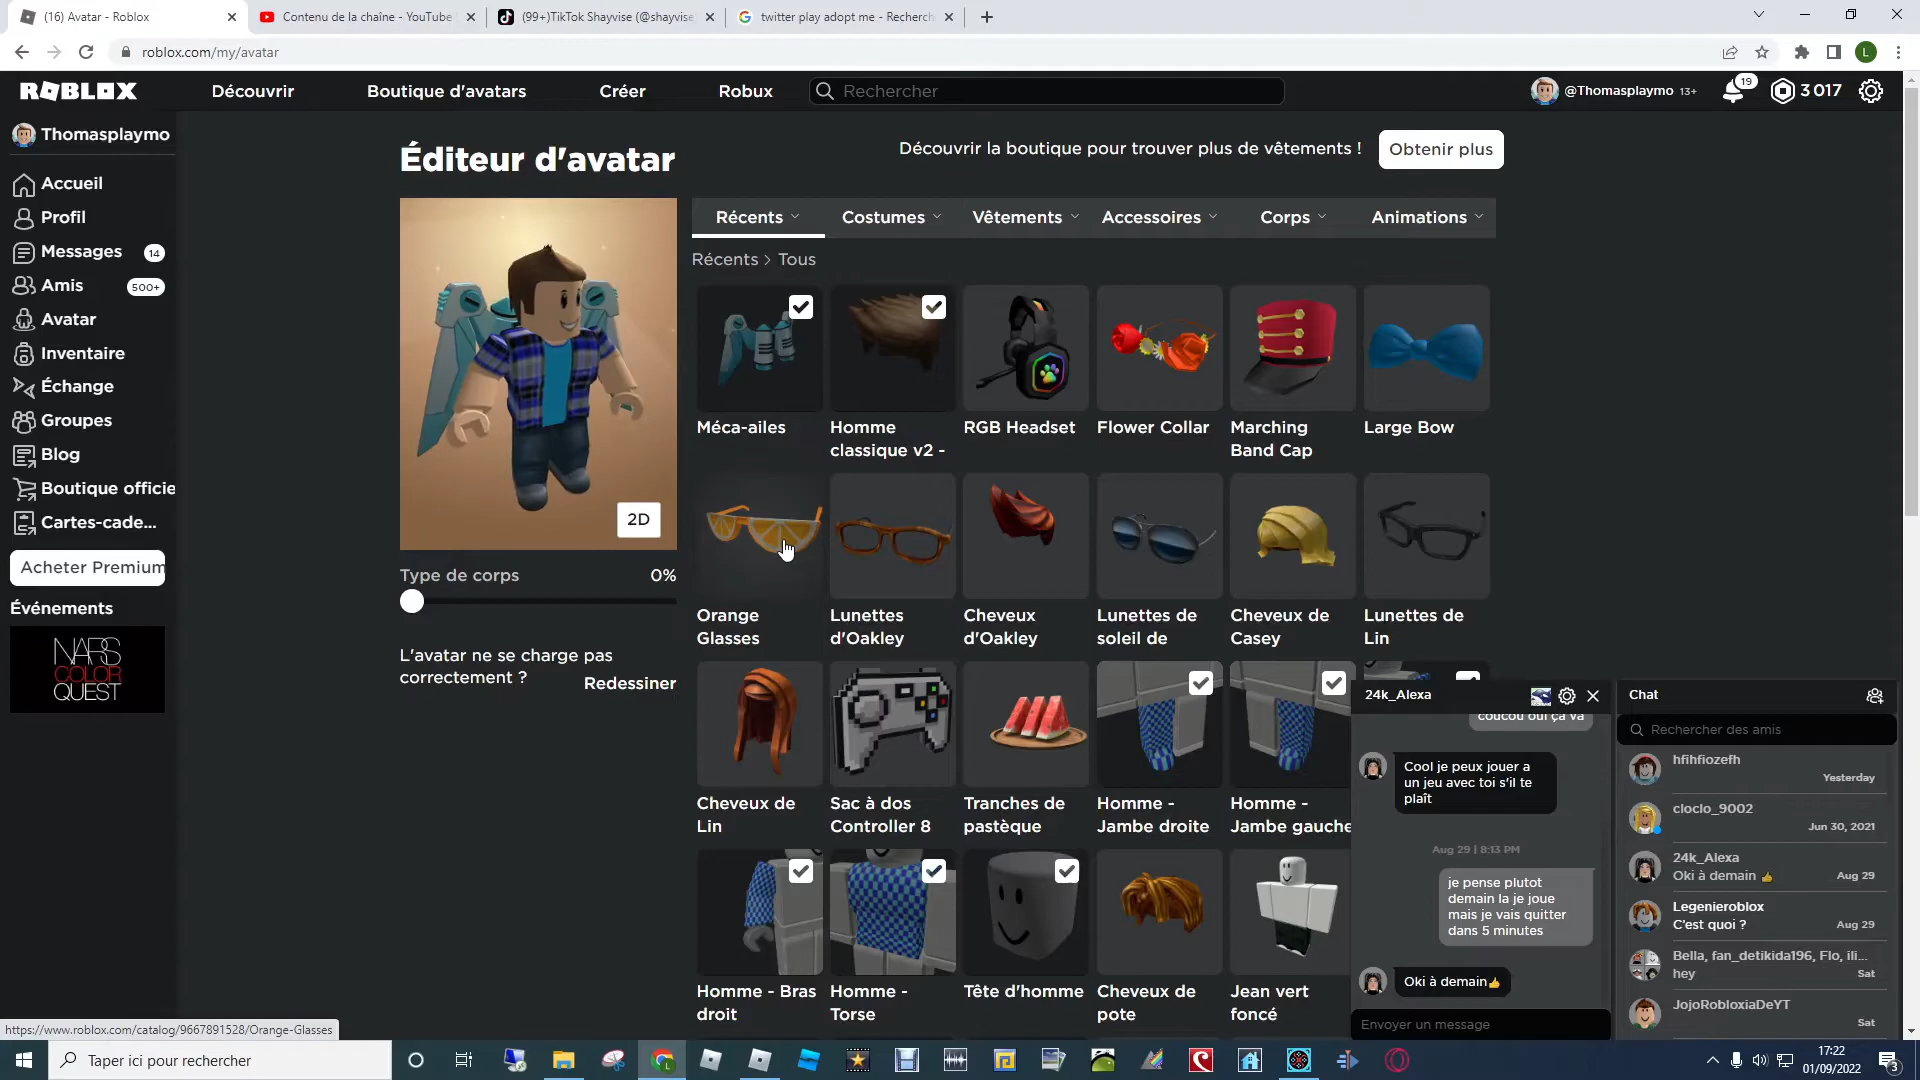 (16) Avatar - Roblox
Contenu de la chaîne - YouTube
(99+)TikTok Shayvise (@shayvise
twitter play adopt me - Recherch
roblox.com/my/avatar
L
ROBLOX
Découvrir
Boutique d'avatars
Créer
Robux
Rechercher
@Thomasplaymo 13+
19
3 017
Thomasplaymo
Accueil
Profil
Messages
14
Amis
500+
Avatar
Inventaire
Échange
Groupes
Blog
Boutique officie
Cartes-cade...
Acheter Premium
Événements
NARS
COLOR
QUEST
Éditeur d'avatar
Découvrir la boutique pour trouver plus de vêtements !
Obtenir plus
2D
Type de corps
0%
L'avatar ne se charge pas
correctement ?
Redessiner
Récents
Costumes
Vêtements
Accessoires
Corps
Animations
Récents > Tous
Méca-ailes
Homme
classique v2 -
RGB Headset
Flower Collar
Marching
Band Cap
Large Bow
Orange
Glasses
Lunettes
d'Oakley
Cheveux
d'Oakley
Lunettes de
soleil de
Cheveux de
Casey
Lunettes de
Lin
Cheveux de
Lin
Sac à dos
Controller 8
Tranches de
pastèque
Homme -
Jambe droite
Homme -
Jambe gauche
Homme - Bras
droit
Homme -
Torse
Tête d'homme
Cheveux de
pote
Jean vert
foncé
24k_Alexa
coucou oui ça va
Cool je peux jouer a
un jeu avec toi s'il te
plaît
Aug 29 | 8:13 PM
je pense plutot
demain la je joue
mais je vais quitter
dans 5 minutes
Oki à demain👍
Envoyer un message
Chat
Rechercher des amis
hfihfiozefh
Yesterday
cloclo_9002
Jun 30, 2021
24k_Alexa
Oki à demain 👍
Aug 29
Legenieroblox
C'est quoi ?
Aug 29
Bella, fan_detikida196, Flo, ili...
hey
Sat
JojoRobloxiaDeYT
Sat
https://www.roblox.com/catalog/9667891528/Orange-Glasses
Taper ici pour rechercher
17:22
01/09/2022
3